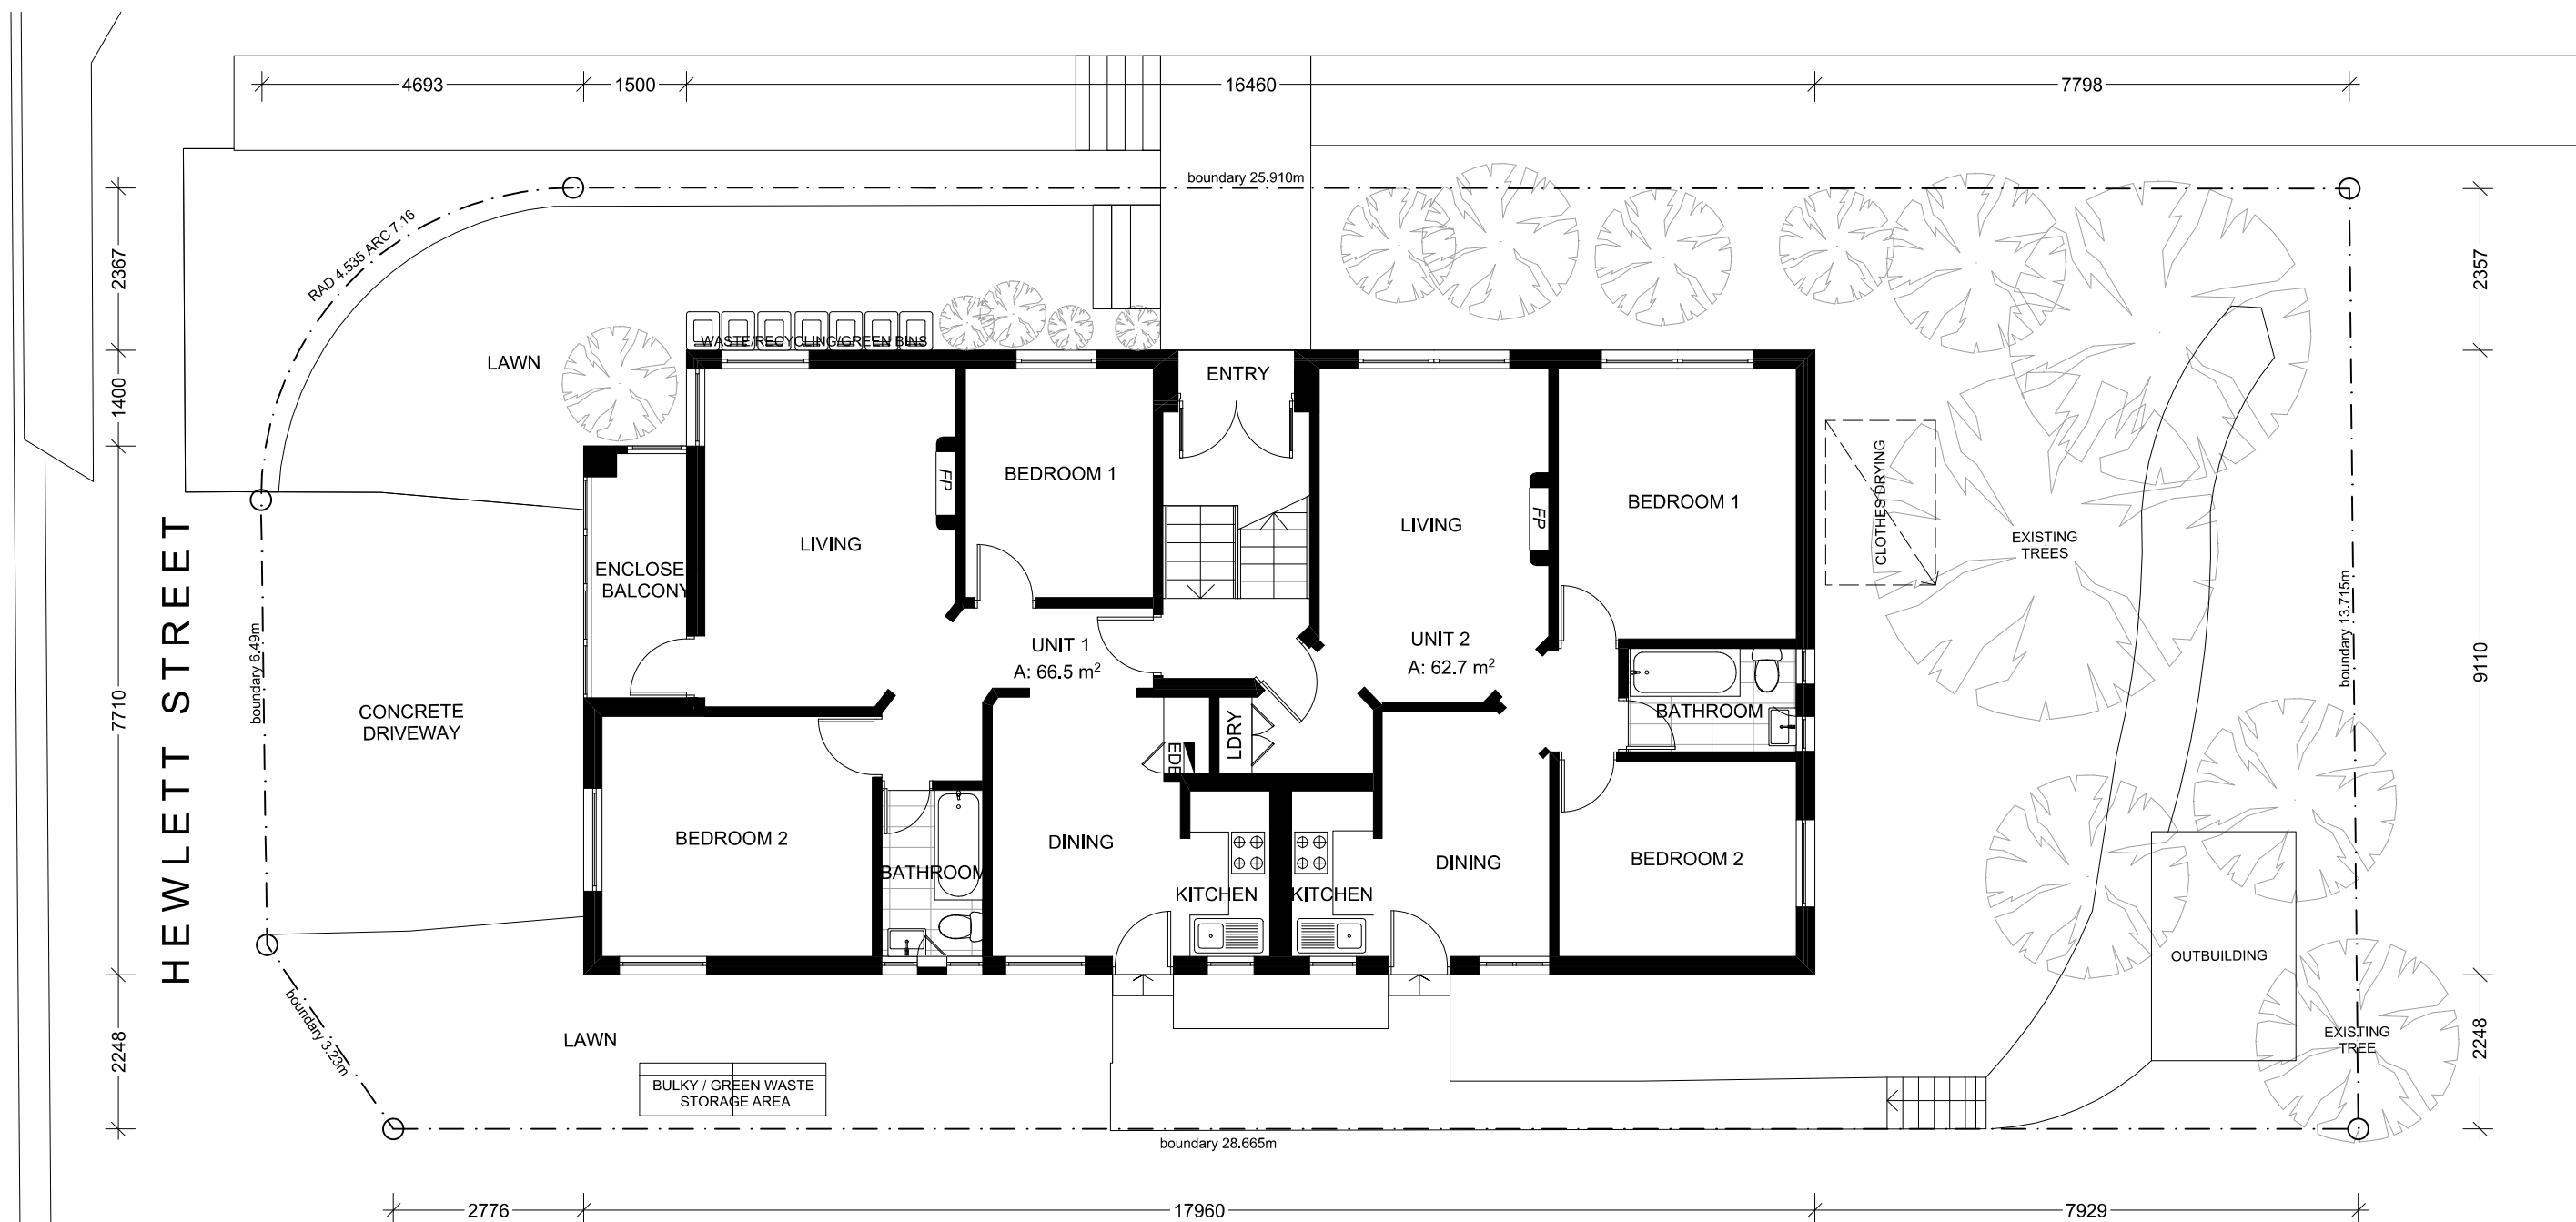 4693
1500
16460
7798
boundary 25.910m
RAD 4.535 ARC 7.16
2367
2357
WASTE/RECYCLING/GREEN BINS
LAWN
ENTRY
1400
FP
BEDROOM 1
FP
BEDROOM 1
CLOTHES DRYING
LIVING
LIVING
EXISTING
TREES
ENCLOSE
BALCONY
HEWLETT STREET
boundary 6.49m
boundary 13.715m
UNIT 1
A: 66.5 m²
UNIT 2
A: 62.7 m²
9110
7710
CONCRETE
DRIVEWAY
BATHROOM
LDRY
EDB
BEDROOM 2
DINING
DINING
BEDROOM 2
BATHROOM
KITCHEN
KITCHEN
OUTBUILDING
boundary 3.23m
LAWN
2248
2248
EXISTING
TREE
BULKY / GREEN WASTE
STORAGE AREA
boundary 28.665m
2776
17960
7929